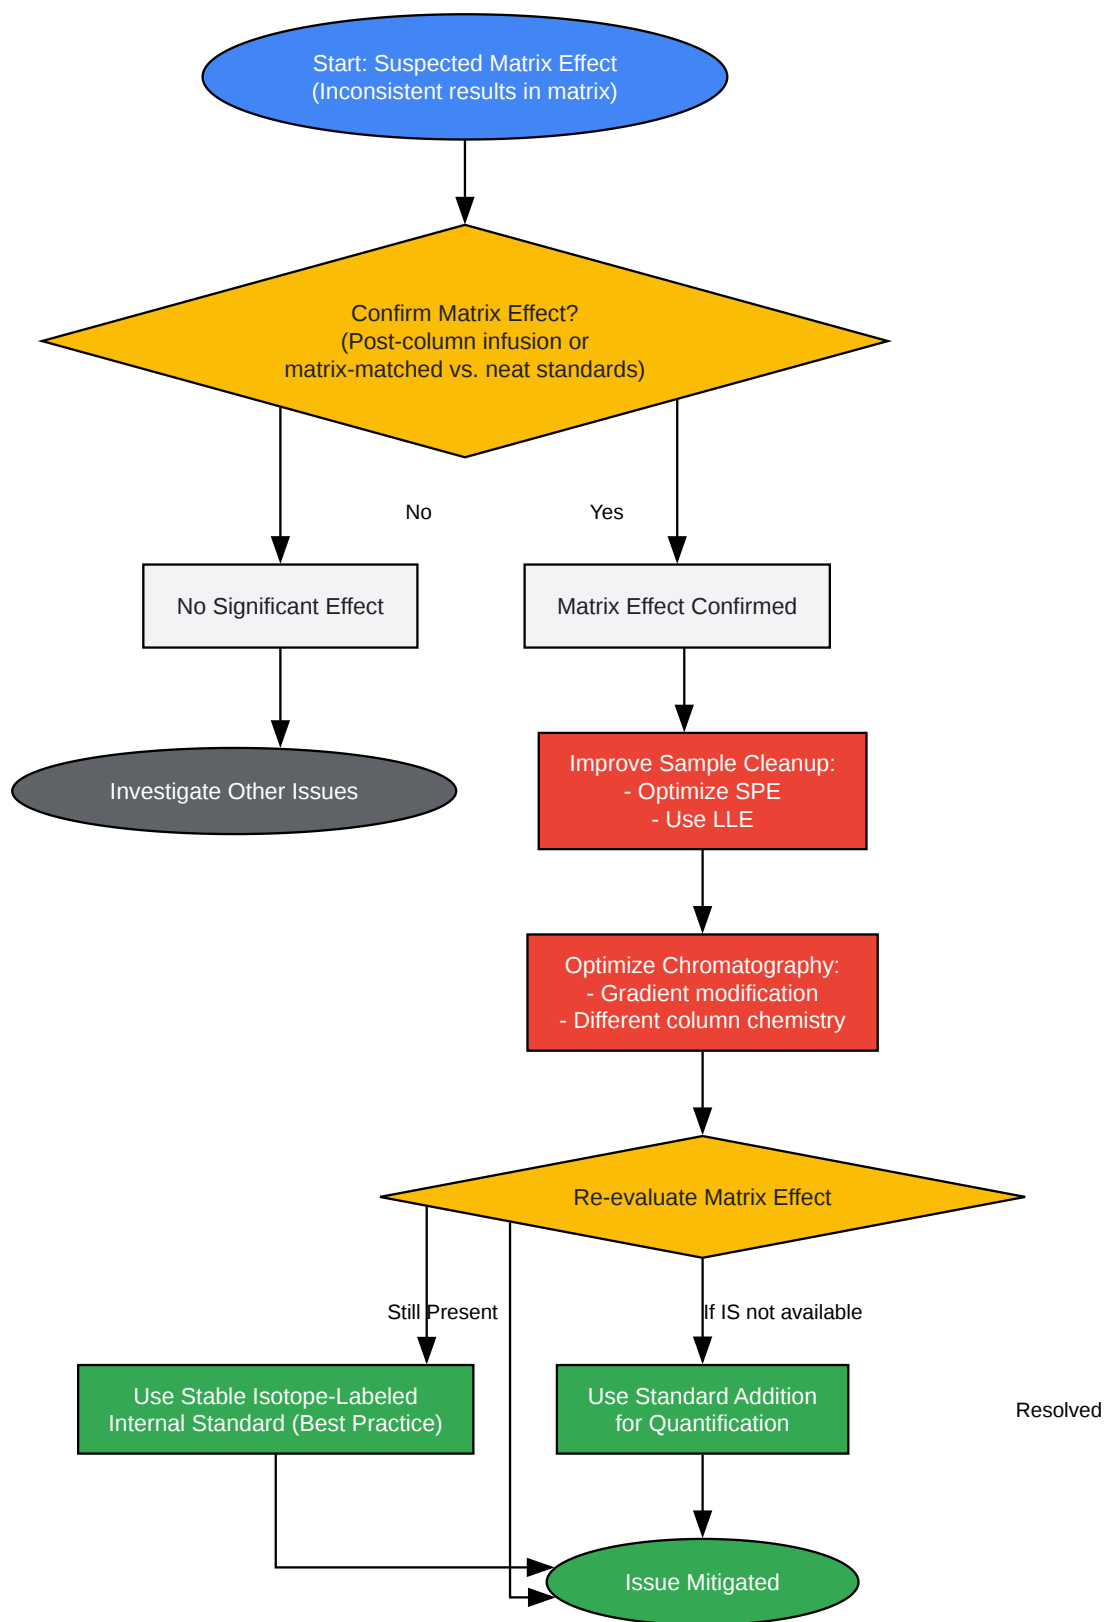 Start: Suspected Matrix Effect
(Inconsistent results in matrix)
Confirm Matrix Effect?
(Post-column infusion or
matrix-matched vs. neat standards)
No
Yes
No Significant Effect
Matrix Effect Confirmed
Improve Sample Cleanup:
- Optimize SPE
- Use LLE
Investigate Other Issues
Optimize Chromatography:
- Gradient modification
- Different column chemistry
Re-evaluate Matrix Effect
Still Present
If IS not available
Use Stable Isotope-Labeled
Internal Standard (Best Practice)
Use Standard Addition
for Quantification
Resolved
Issue Mitigated